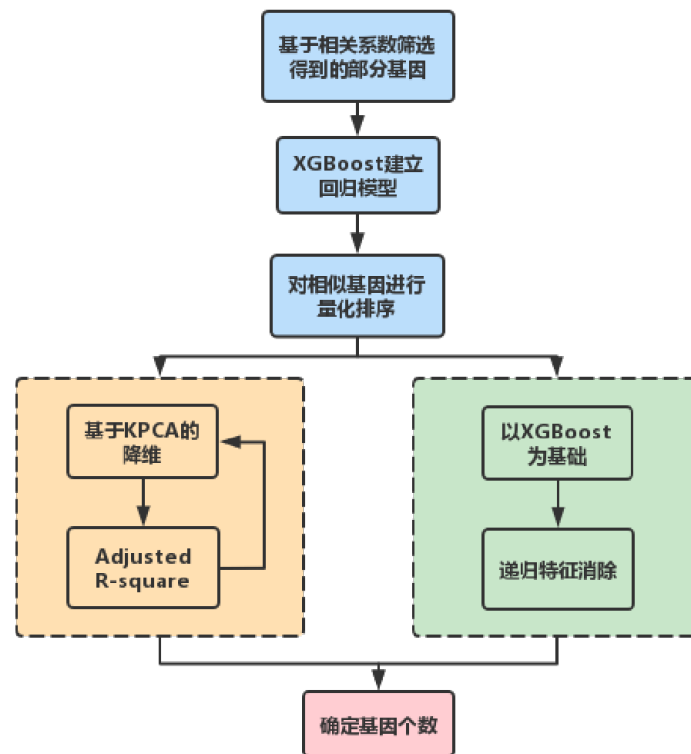 基于相关系数筛选
得到的部分基因
XGBoost建立
回归模型
对相似基因进行
量化排序
基于KPCA的
降维
Adjusted
R-square
以XGBoost
为基础
递归特征消除
确定基因个数